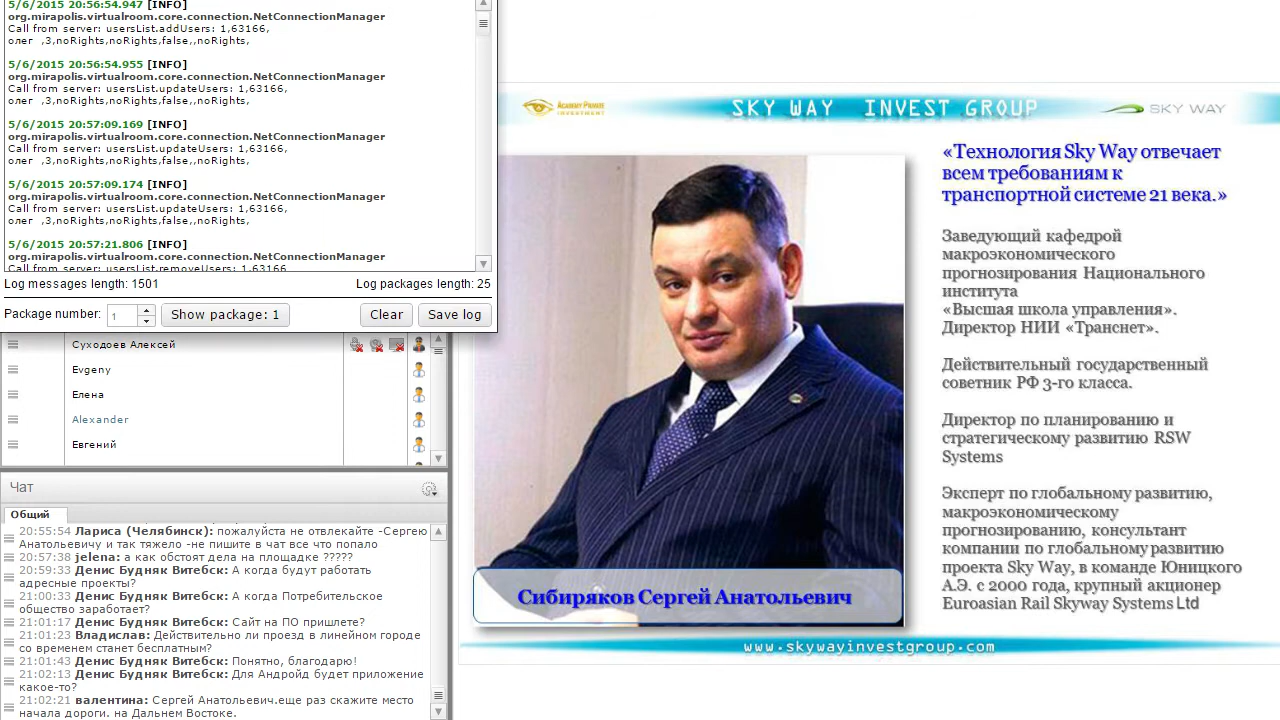 5/6/2015 20:56:54.947 [INFO]
org.mirapolis.virtualroom.core.connection.NetConnectionManager
Call from server: usersList.addUsers: 1,63166,
олег ,3,noRights,noRights,false,,noRights,
5/6/2015 20:56:54.955 [INFO]
org.mirapolis.virtualroom.core.connection.NetConnectionManager
Call from server: usersList.updateUsers: 1,63166,
олег ,3,noRights,noRights,false,,noRights,
5/6/2015 20:57:09.169 [INFO]
org.mirapolis.virtualroom.core.connection.NetConnectionManager
Call from server: usersList.updateUsers: 1,63166,
олег ,3,noRights,noRights,false,,noRights,
5/6/2015 20:57:09.174 [INFO]
org.mirapolis.virtualroom.core.connection.NetConnectionManager
Call from server: usersList.updateUsers: 1,63166,
олег ,3,noRights,noRights,false,,noRights,
5/6/2015 20:57:21.806 [INFO]
org.mirapolis.virtualroom.core.connection.NetConnectionManager
Call from server: usersList.removeUsers: 1,63166
Log messages length: 1501 Log packages length: 25
Package number: 1 Show package: 1 Clear Save log
Суходоев Алексей
Evgeny
Елена
Alexander
Евгений
Чат
Общий
20:55:54 Лариса (Челябинск): пожалуйста не отвлекайте -Сергею
Анатольевичу и так тяжело -не пишите в чат все что попало
20:57:38 jelena: а как обстоят дела на площадке ?????
20:59:33 Денис Будняк Витебск: А когда будут работать
адресные проекты?
21:00:33 Денис Будняк Витебск: А когда Потребительское
общество заработает?
21:01:17 Денис Будняк Витебск: Сайт на ПО пришлете?
21:01:23 Владислав: Действительно ли проезд в линейном городе
со временем станет бесплатным?
21:01:43 Денис Будняк Витебск: Понятно, благодарю!
21:02:13 Денис Будняк Витебск: Для Андройд будет приложение
какое-то?
21:02:21 валентина: Сергей Анатольевич.еще раз скажите место
начала дороги. на Дальнем Востоке.
ACADEMY PRIVATE
INVESTMENT
SKY WAY INVEST GROUP
SKY WAY
«Технология Sky Way отвечает
всем требованиям к
транспортной системе 21 века.»
Заведующий кафедрой
макроэкономического
прогнозирования Национального
института
«Высшая школа управления».
Директор НИИ «Транснет».
Действительный государственный
советник РФ 3-го класса.
Директор по планированию и
стратегическому развитию RSW
Systems
Эксперт по глобальному развитию,
макроэкономическому
прогнозированию, консультант
компании по глобальному развитию
проекта Sky Way, в команде Юницкого
А.Э. с 2000 года, крупный акционер
Euroasian Rail Skyway Systems Ltd
Сибиряков Сергей Анатольевич
www.skywayinvestgroup.com